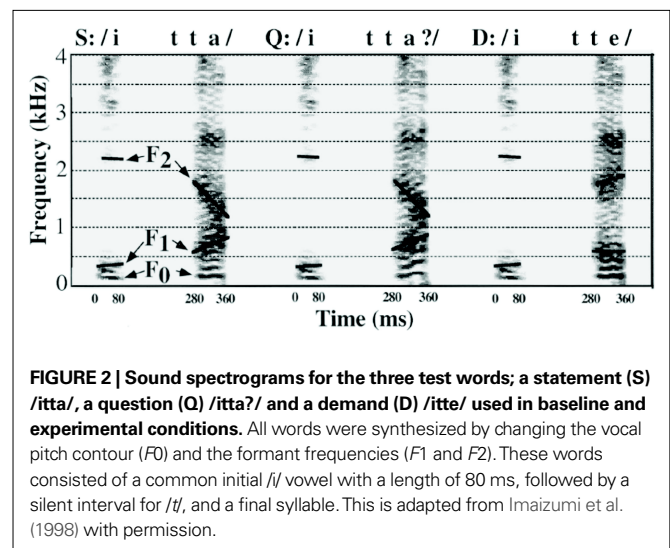 S: / i t t a / Q: / i t t a ? / D: / i t t e /
4
3
2
1
0
Frequency (kHz)
F2
F1
F0
0 80 280 360 0 80 280 360 0 80 280 360
Time (ms)
FIGURE 2 | Sound spectrograms for the three test words; a statement (S)
/itta/, a question (Q) /itta?/ and a demand (D) /itte/ used in baseline and
experimental conditions. All words were synthesized by changing the vocal
pitch contour (F0) and the formant frequencies (F1 and F2). These words
consisted of a common initial /i/ vowel with a length of 80 ms, followed by a
silent interval for /t/, and a final syllable. This is adapted from Imaizumi et al.
(1998) with permission.